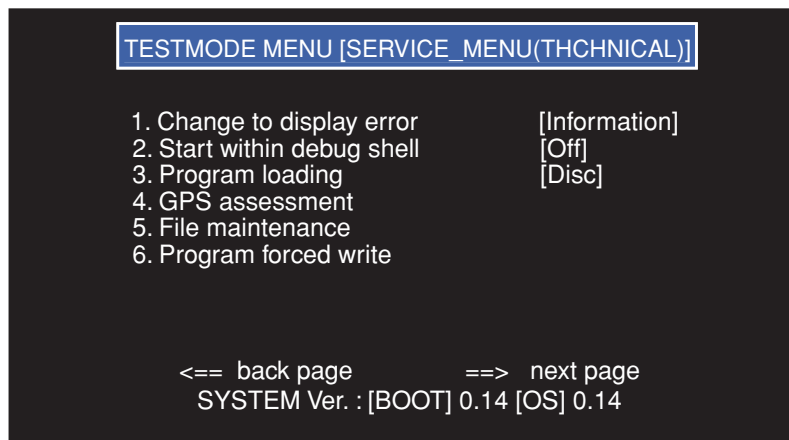 TESTMODE MENU [SERVICE_MENU(THCHNICAL)]
1. Change to display error [Information]
2. Start within debug shell [Off]
3. Program loading [Disc]
4. GPS assessment
5. File maintenance
6. Program forced write
<== back page ==> next page
SYSTEM Ver. : [BOOT] 0.14 [OS] 0.14